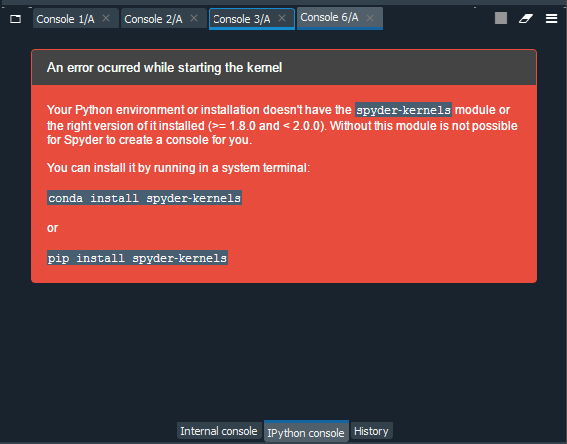 Console 1/A Console 2/A Console 3/A Console 6/A
An error ocurred while starting the kernel
Your Python environment or installation doesn't have the spyder-kernels module or
the right version of it installed (>= 1.8.0 and < 2.0.0). Without this module is not possible
for Spyder to create a console for you.
You can install it by running in a system terminal:
conda install spyder-kernels
or
pip install spyder-kernels
Internal console IPython console History